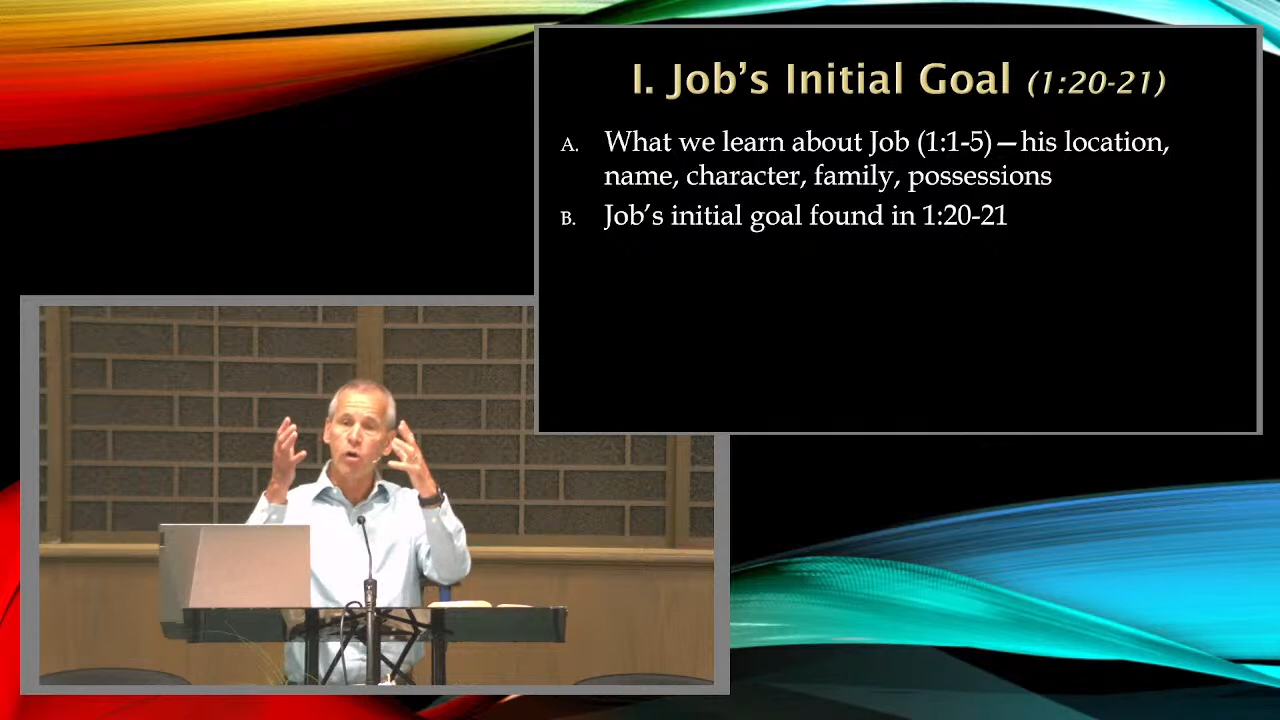 I. Job's Initial Goal (1:20-21)
A. What we learn about Job (1:1-5)—his location,
name, character, family, possessions
B. Job's initial goal found in 1:20-21